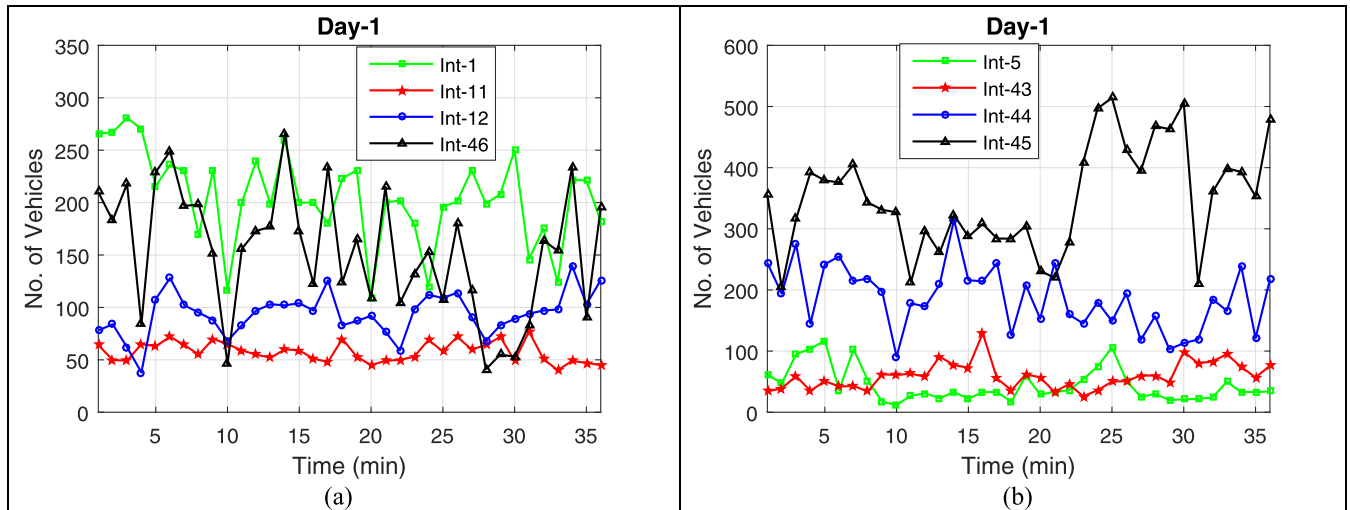 Day-1
350
300
250
200
150
100
50
0
No. of Vehicles
Int-1
Int-11
Int-12
Int-46
5 10 15 20 25 30 35
Time (min)
(a)
Day-1
600
500
400
300
200
100
0
No. of Vehicles
Int-5
Int-43
Int-44
Int-45
5 10 15 20 25 30 35
Time (min)
(b)